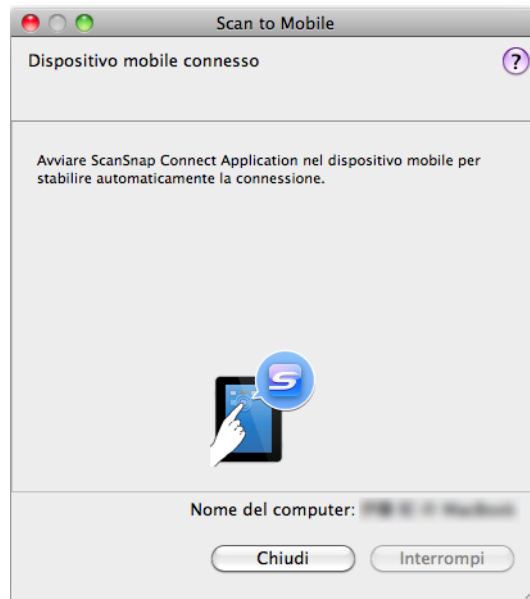 Scan to Mobile
Dispositivo mobile connesso
?
Avviare ScanSnap Connect Application nel dispositivo mobile per
stabilire automaticamente la connessione.
S
Nome del computer:
Chiudi
Interrompi